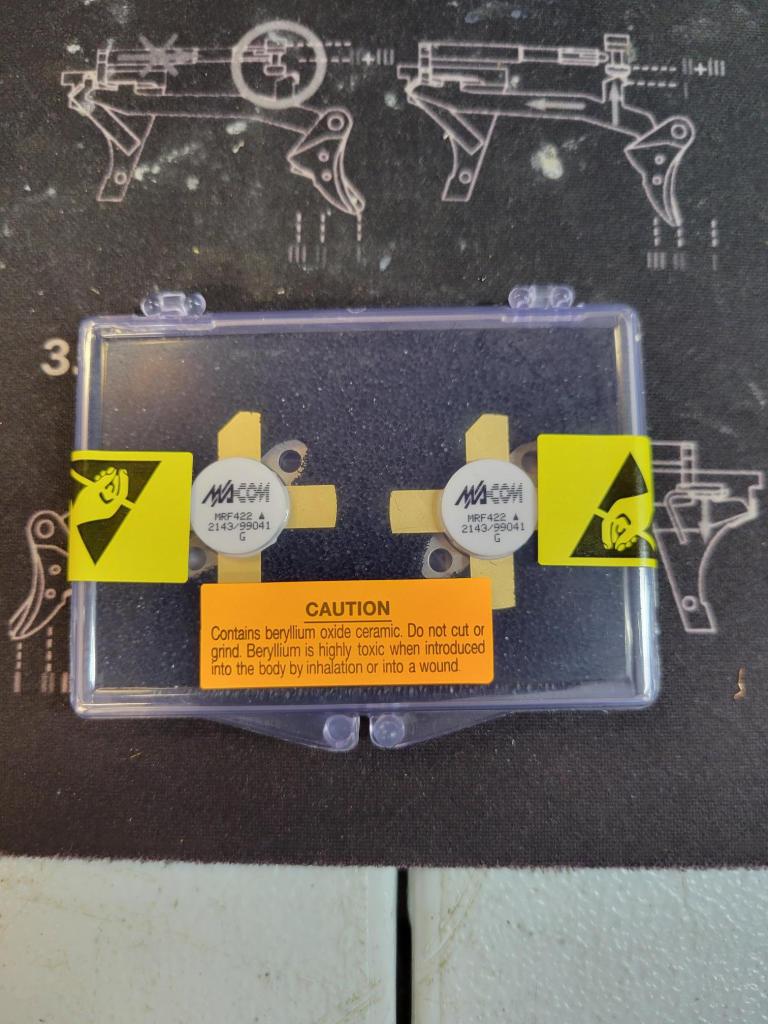 3.
M/A-COM
MRF422 ▲
2143/99041
G
M/A-COM
MRF422 ▲
2143/99041
G
CAUTION
Contains beryllium oxide ceramic. Do not cut or
grind. Beryllium is highly toxic when introduced
into the body by inhalation or into a wound.